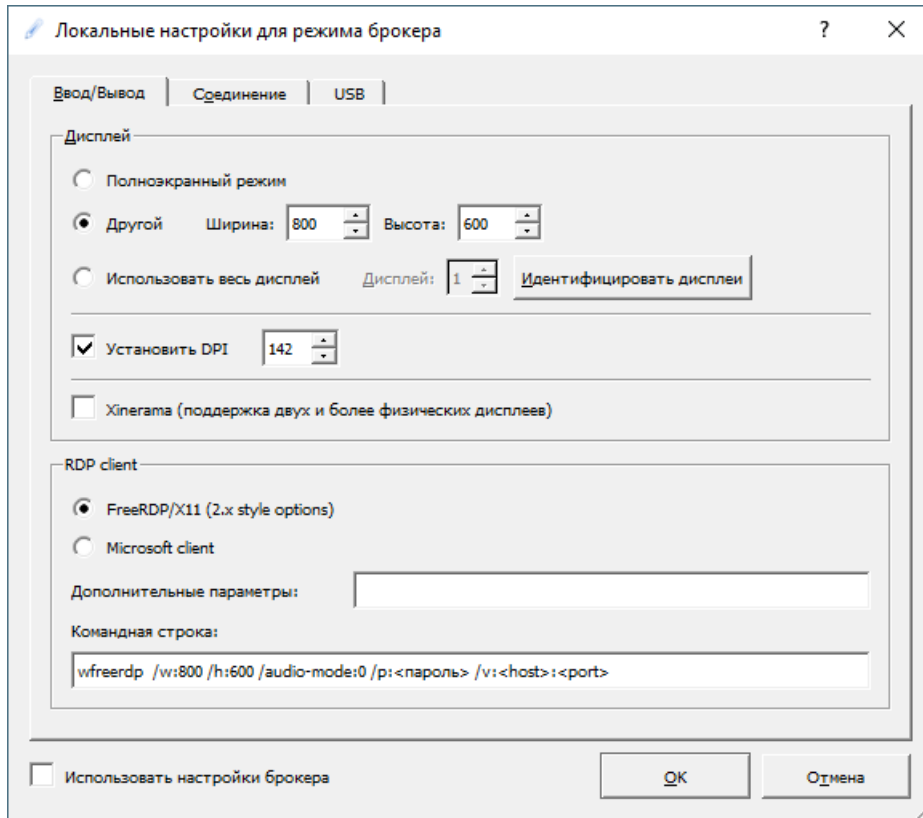 Локальные настройки для режима брокера ?
Ввод/Вывод Соединение USB
Дисплей
Полноэкранный режим
Другой Ширина: 800 Высота: 600
Использовать весь дисплей Дисплей: 1 Идентифицировать дисплеи
Установить DPI 142
Xinerama (поддержка двух и более физических дисплеев)
RDP client
FreeRDP/X11 (2.x style options)
Microsoft client
Дополнительные параметры:
Командная строка:
wfreerdp /w:800 /h:600 /audio-mode:0 /p:<пароль> /v:<host>:<port>
Использовать настройки брокера OK Отмена